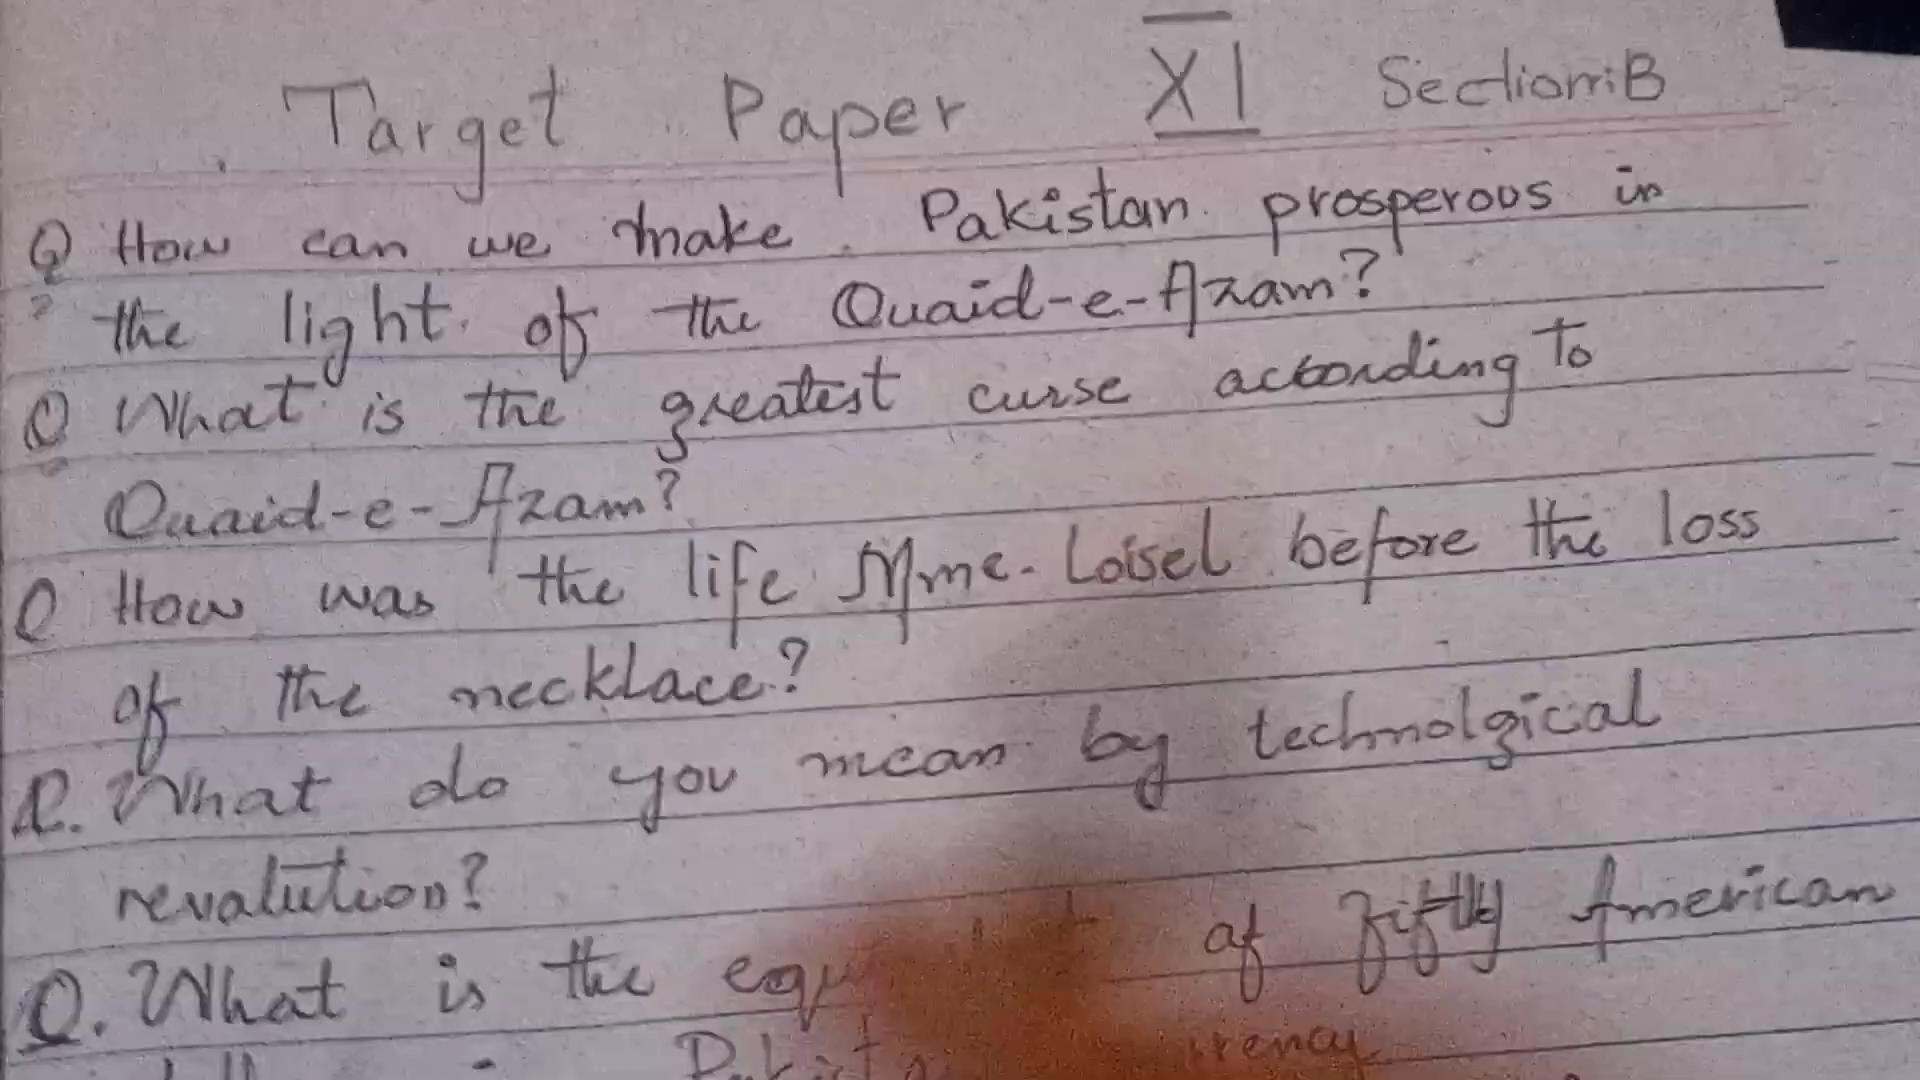 Target Paper XI Section:B
Q How can we make Pakistan prosperous in
the light of the Quaid-e-Azam?
Q What is the greatest curse according to
Quaid-e-Azam?
Q How was the life Mme. Loisel before the loss
of the necklace?
Q. What do you mean by technolgical
revalution?
Q. What is the of fiftly American